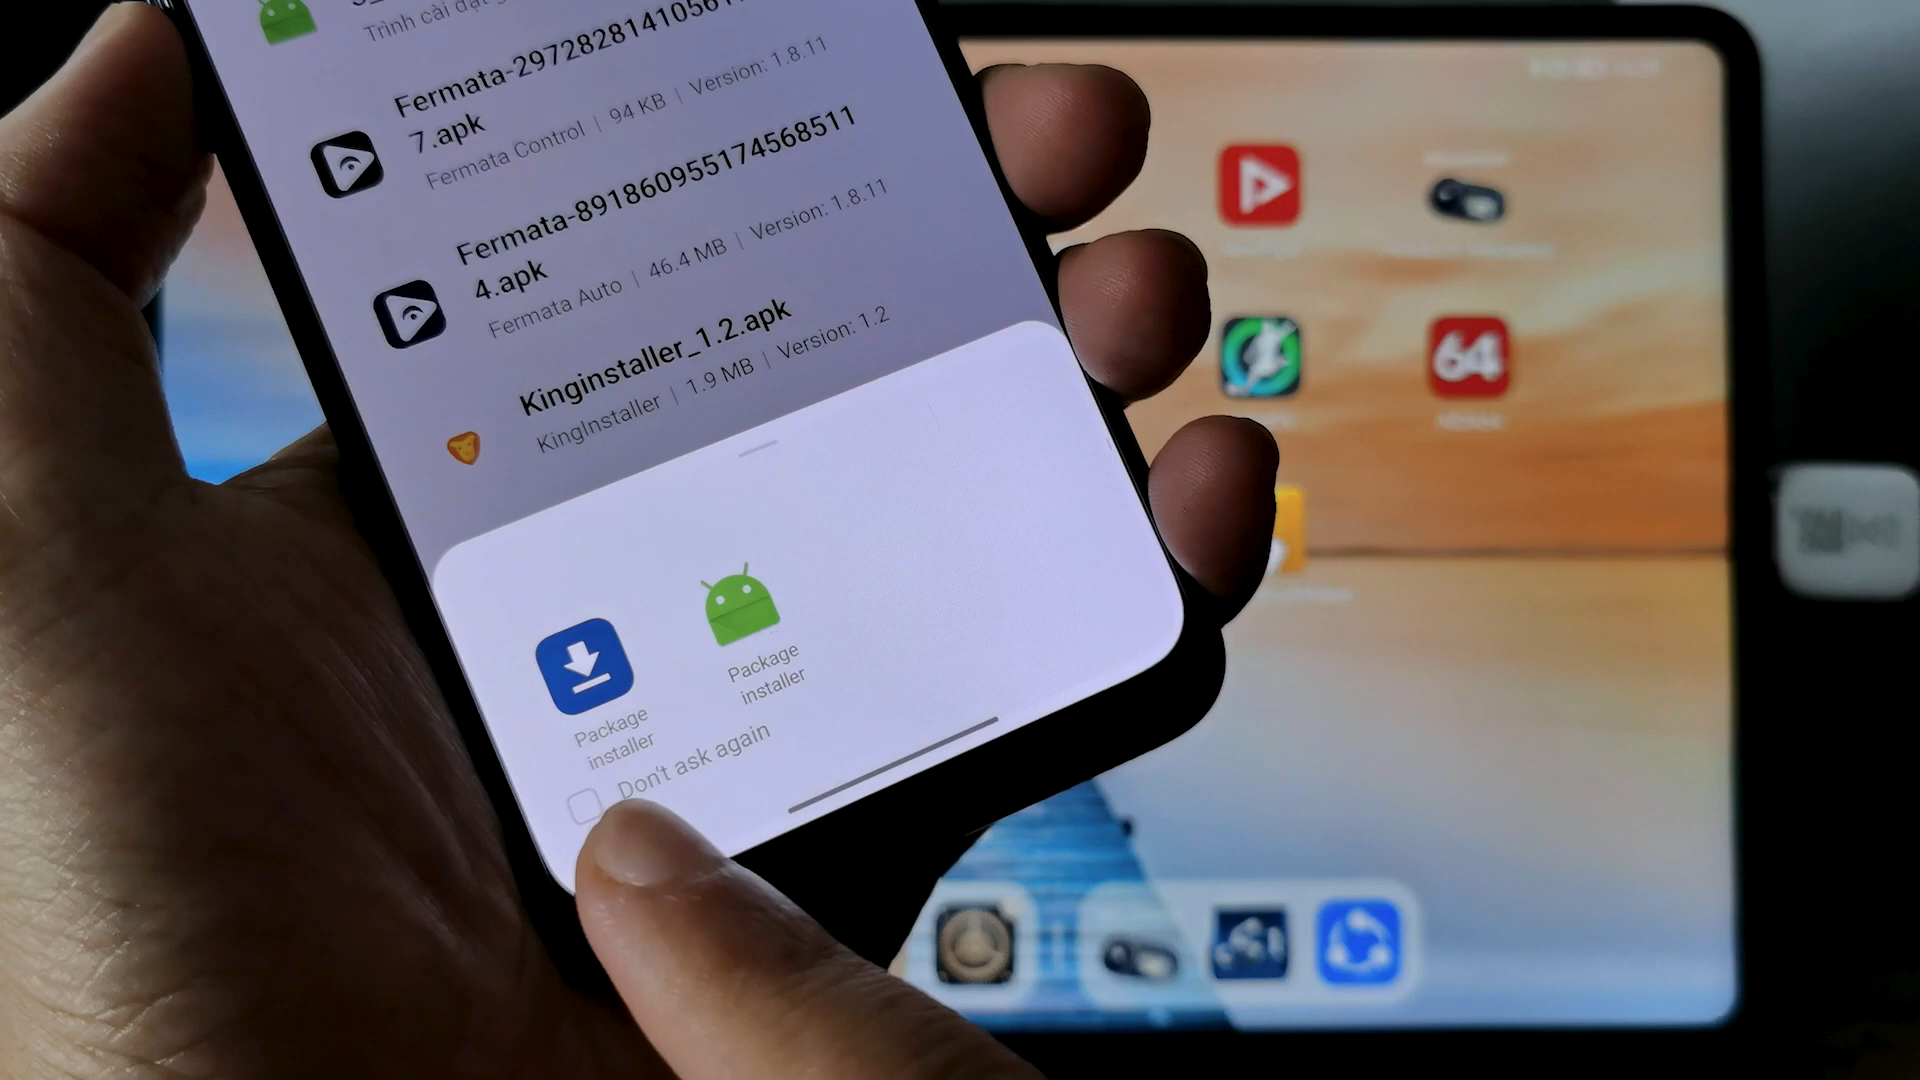 Trình cài đặt
Fermata-29728281410561
7.apk
Fermata Control | 94 KB | Version: 1.8.11
Fermata-891860955174568511
4.apk
Fermata Auto | 46.4 MB | Version: 1.8.11
Kinginstaller_1.2.apk
KingInstaller | 1.9 MB | Version: 1.2
Package
installer
Package
installer
Don't ask again
64